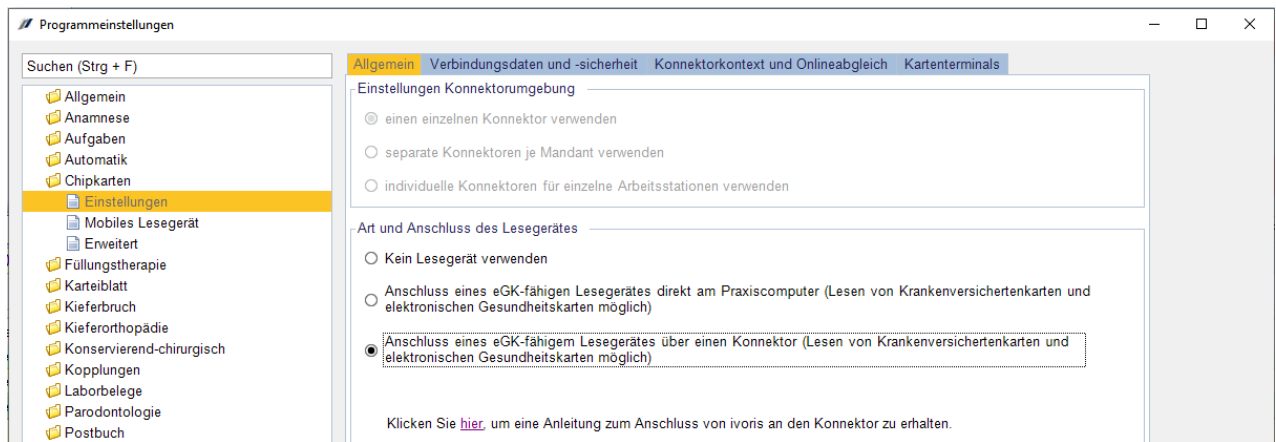 Programmeinstellungen
Suchen (Strg + F)
Allgemein
Anamnese
Aufgaben
Automatik
Chipkarten
Einstellungen
Mobiles Lesegerät
Erweitert
Füllungstherapie
Karteiblatt
Kieferbruch
Kieferorthopädie
Konservierend-chirurgisch
Kopplungen
Laborbelege
Parodontologie
Postbuch
Allgemein Verbindungsdaten und -sicherheit Konnektorkontext und Onlineabgleich Kartenterminals
Einstellungen Konnektorumgebung
einen einzelnen Konnektor verwenden
separate Konnektoren je Mandant verwenden
individuelle Konnektoren für einzelne Arbeitsstationen verwenden
Art und Anschluss des Lesegerätes
Kein Lesegerät verwenden
Anschluss eines eGK-fähigen Lesegerätes direkt am Praxiscomputer (Lesen von Krankenversichertenkarten und
elektronischen Gesundheitskarten möglich)
Anschluss eines eGK-fähigem Lesegerätes über einen Konnektor (Lesen von Krankenversichertenkarten und
elektronischen Gesundheitskarten möglich)
Klicken Sie hier, um eine Anleitung zum Anschluss von ivoris an den Konnektor zu erhalten.